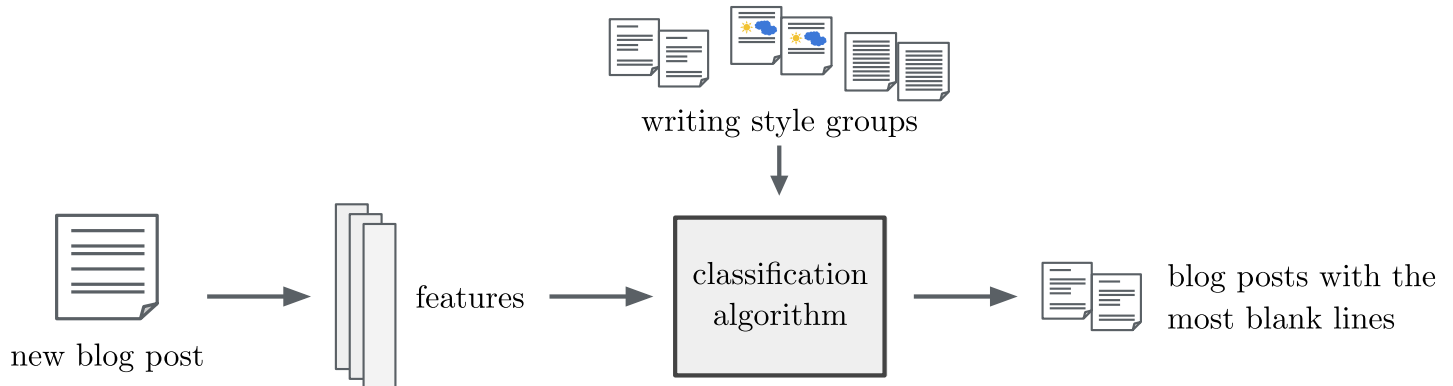 writing style groups
new blog post
features
classification
algorithm
blog posts with the
most blank lines